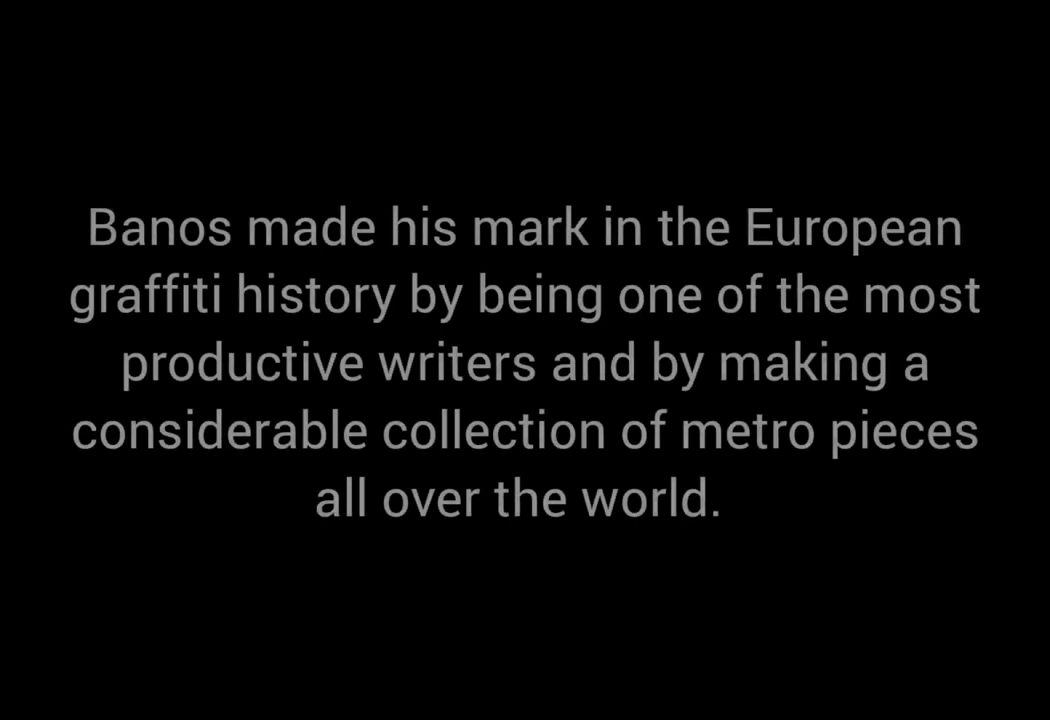 Banos made his mark in the European
graffiti history by being one of the most
productive writers and by making a
considerable collection of metro pieces
all over the world.